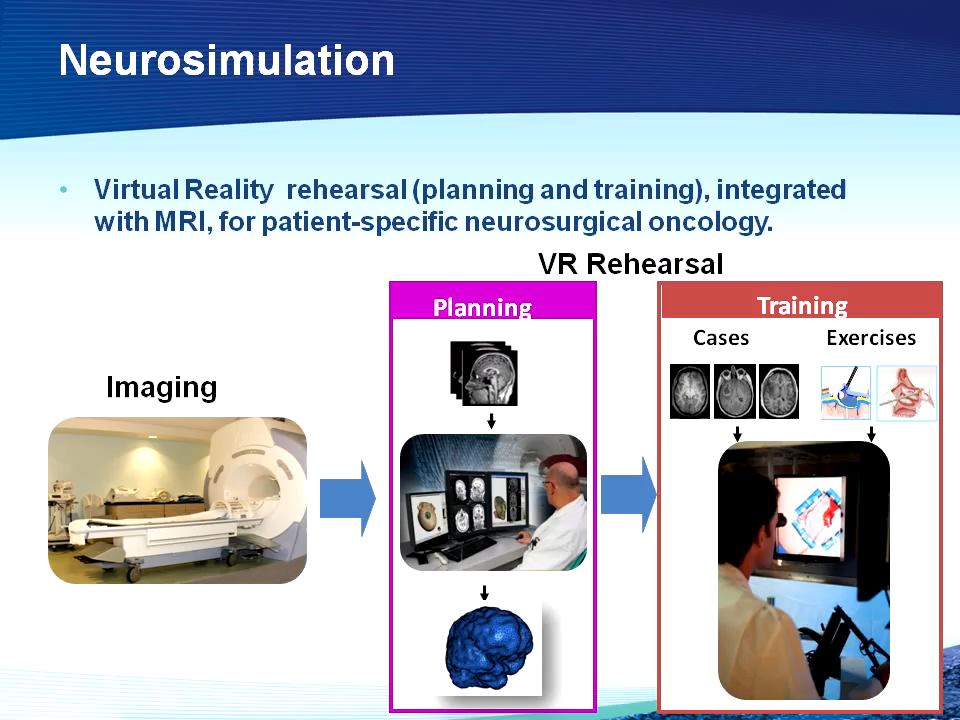 Neurosimulation
• Virtual Reality rehearsal (planning and training), integrated
with MRI, for patient-specific neurosurgical oncology.
VR Rehearsal
Planning
Training
Cases
Exercises
Imaging